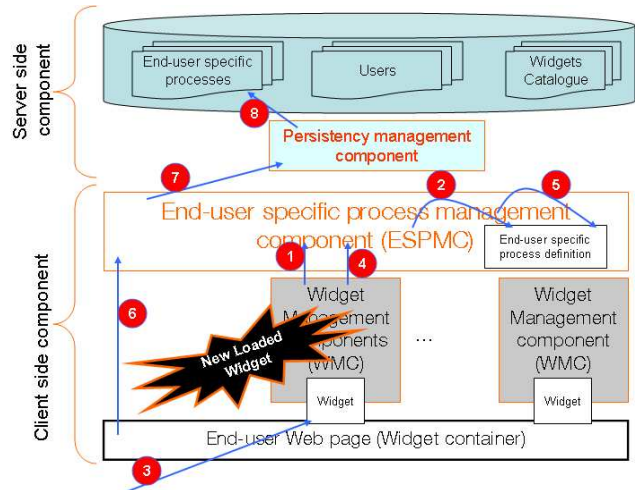 Server side
component
End-user specific
processes
Users
Widgets
Catalogue
8
Persistency management
component
7
2
5
End-user specific process management
component (ESPMC)
End-user specific
process definition
1
4
Client side component
6
Widget
Management
components
(WMC)
...
Widget
Management
component
(WMC)
New Loaded
Widget
Widget
Widget
End-user Web page (Widget container)
3